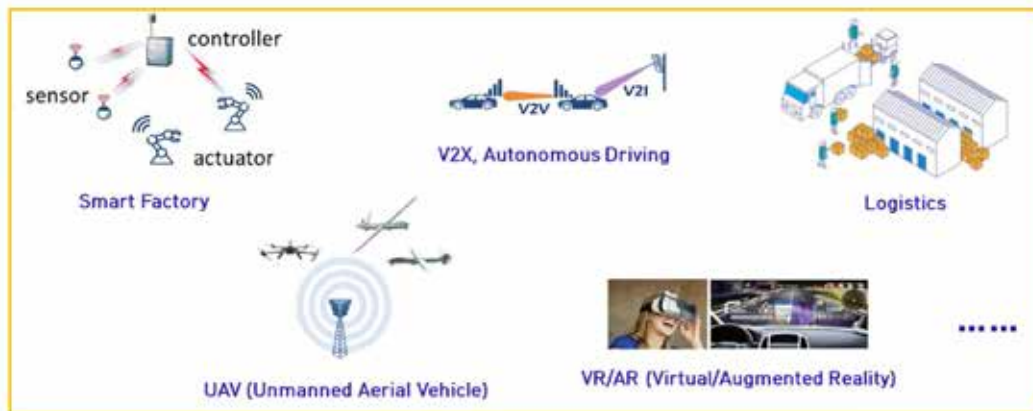 controller
sensor
actuator
Smart Factory
V2V
V2I
V2X, Autonomous Driving
Logistics
UAV (Unmanned Aerial Vehicle)
VR/AR (Virtual/Augmented Reality)
......